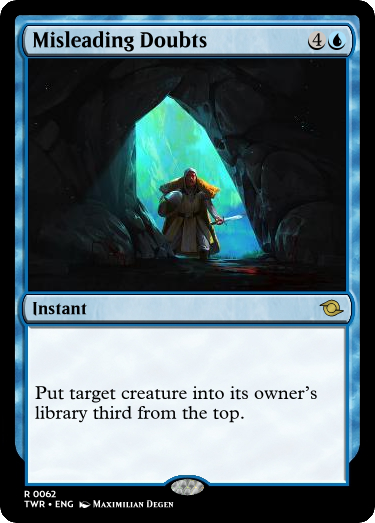 Misleading Doubts 4
Instant
Put target creature into its owner's
library third from the top.
R 0062
TWR • ENG Maximilian Degen